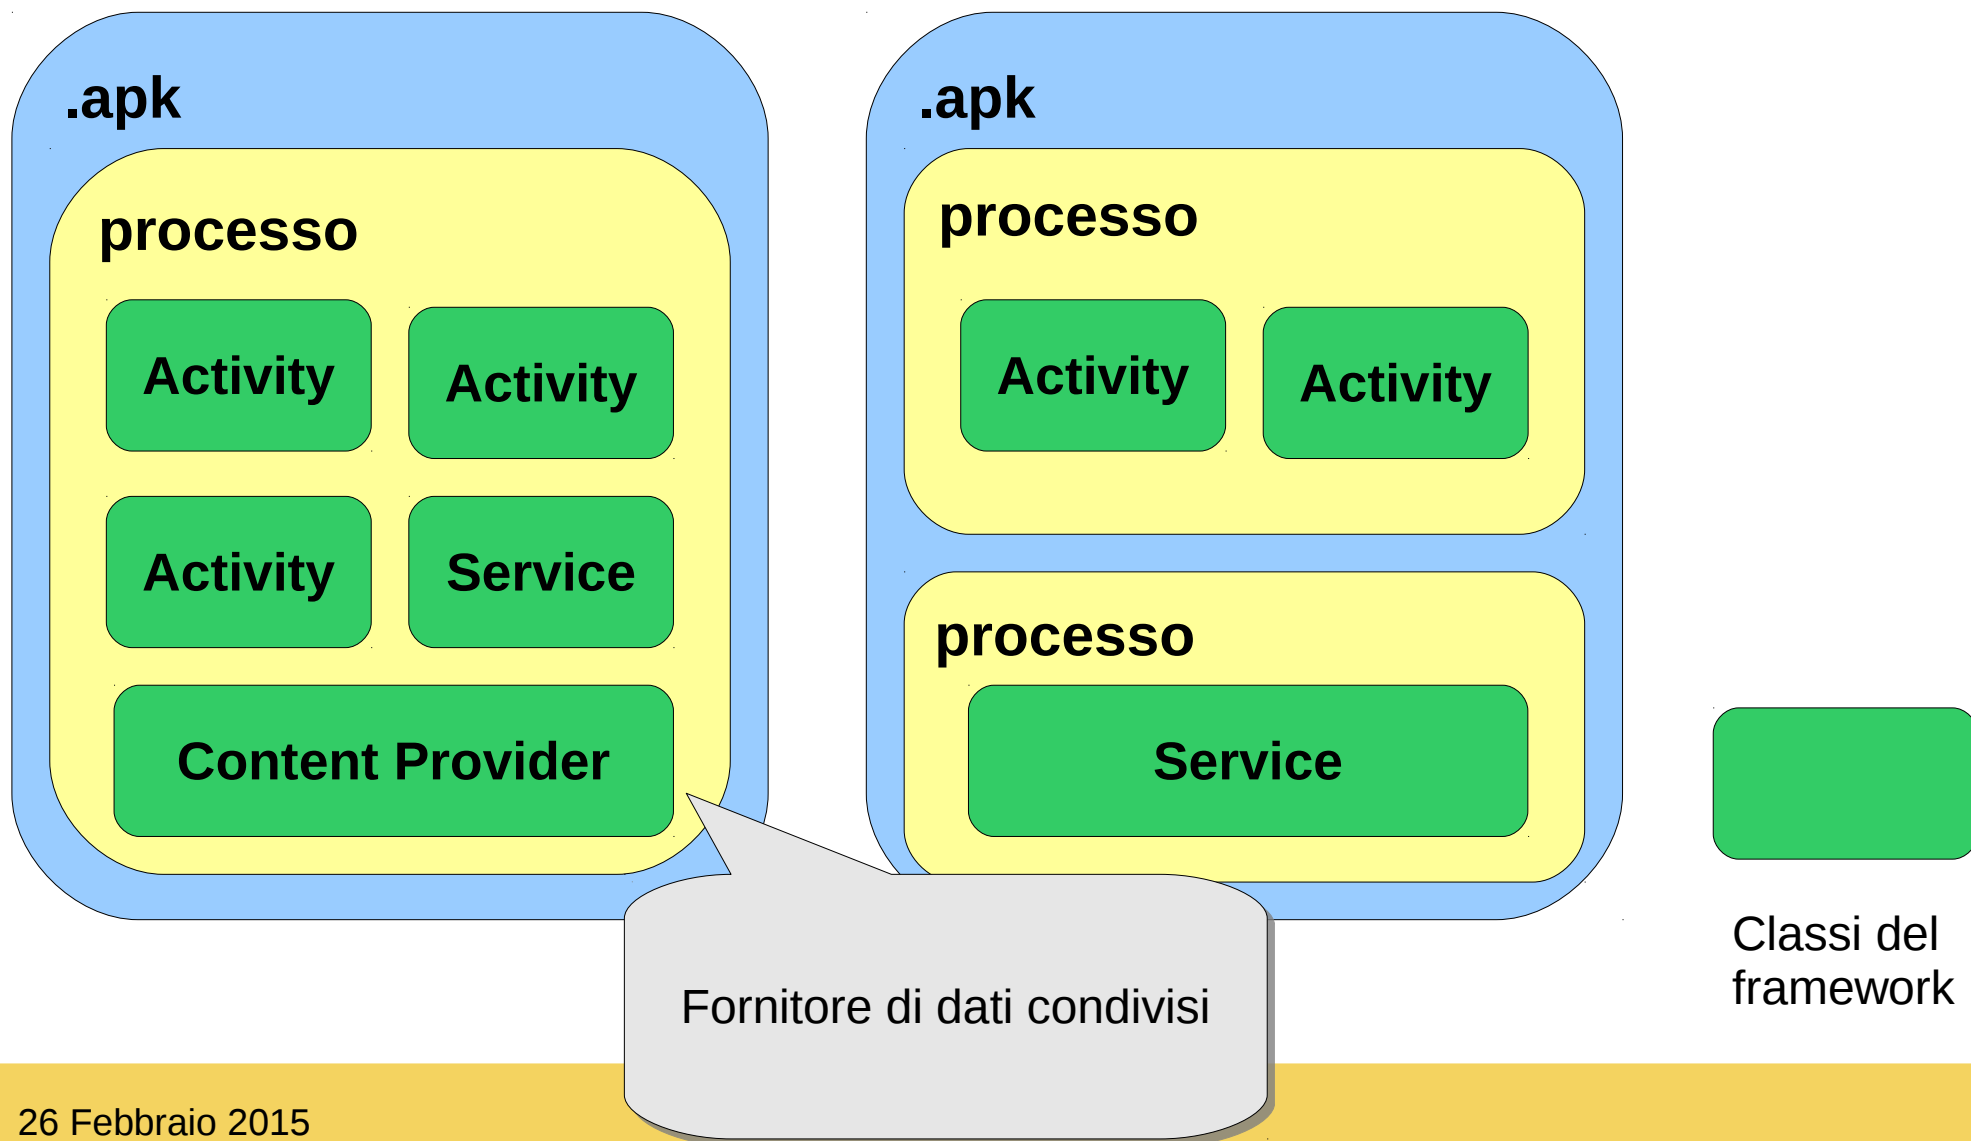 .apk
processo
Activity
Activity
Activity
Service
Content Provider
.apk
processo
Activity
Activity
processo
Service
Classi del
framework
Fornitore di dati condivisi
26 Febbraio 2015